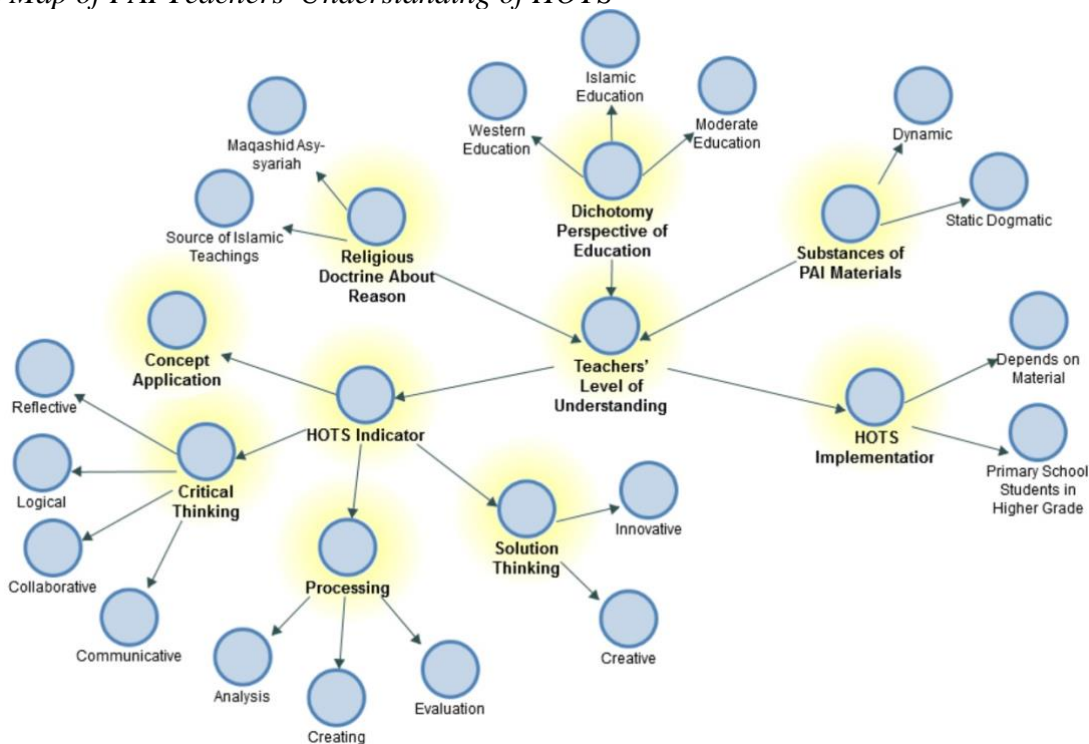 Map of PAI Teachers' Understanding of HOTS
Islamic
Education
Western
Education
Moderate
Education
Dynamic
Maqashid Asy-
syariah
Static Dogmatic
Source of Islamic
Teachings
Religious
Doctrine About
Reason
Dichotomy
Perspective of
Education
Substances of
PAI Materials
Concept
Application
Teachers'
Level of
Understanding
Depends on
Material
Reflective
HOTS Indicator
HOTS
Implementation
Primary School
Students in
Higher Grade
Logical
Critical
Thinking
Solution
Thinking
Innovative
Collaborative
Processing
Communicative
Creative
Analysis
Creating
Evaluation